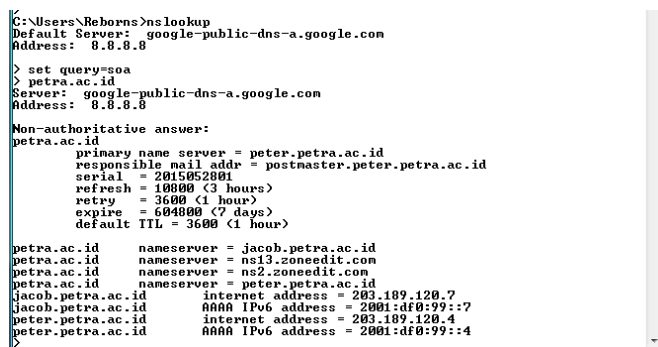 C:\Users\Reborns>nslookup
Default Server:  google-public-dns-a.google.com
Address:  8.8.8.8

> set query=soa
> petra.ac.id
Server:  google-public-dns-a.google.com
Address:  8.8.8.8

Non-authoritative answer:
petra.ac.id
        primary name server = peter.petra.ac.id
        responsible mail addr = postmaster.peter.petra.ac.id
        serial  = 2015052801
        refresh = 10800 (3 hours)
        retry   = 3600 (1 hour)
        expire  = 604800 (7 days)
        default TTL = 3600 (1 hour)

petra.ac.id     nameserver = jacob.petra.ac.id
petra.ac.id     nameserver = ns13.zoneedit.com
petra.ac.id     nameserver = ns2.zoneedit.com
petra.ac.id     nameserver = peter.petra.ac.id
jacob.petra.ac.id       internet address = 203.189.120.7
jacob.petra.ac.id       AAAA IPv6 address = 2001:df0:99::7
peter.petra.ac.id       internet address = 203.189.120.4
peter.petra.ac.id       AAAA IPv6 address = 2001:df0:99::4
>